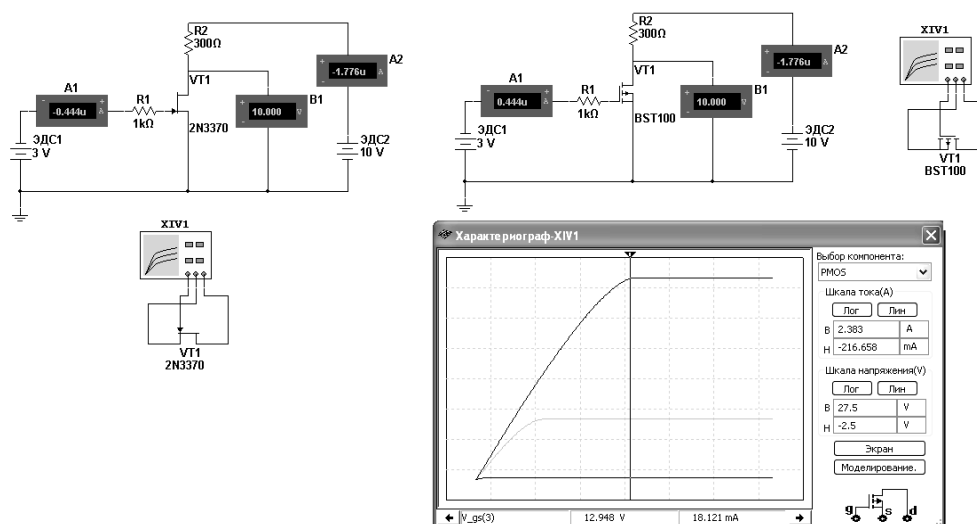 R2
300Ω
A2
-1.776u
A
VT1
A1
-0.444u
A
R1
1kΩ
10.000
V
B1
2N3370
ЭДС1
3 V
ЭДС2
10 V
XIV1
VT1
2N3370
R2
300Ω
A2
-1.776u
A
VT1
A1
0.444u
A
R1
1kΩ
10.000
V
B1
BST100
ЭДС1
3 V
ЭДС2
10 V
XIV1
VT1
BST100
Характериограф-XIV1
Выбор компонента:
PMOS
Шкала тока(А)
Лог Лин
В 2.383 A
Н -216.658 mA
Шкала напряжения(V)
Лог Лин
В 27.5 V
Н -2.5 V
Экран
Моделирование.
g s d
V_gs(3) 12.948 V 18.121 mA